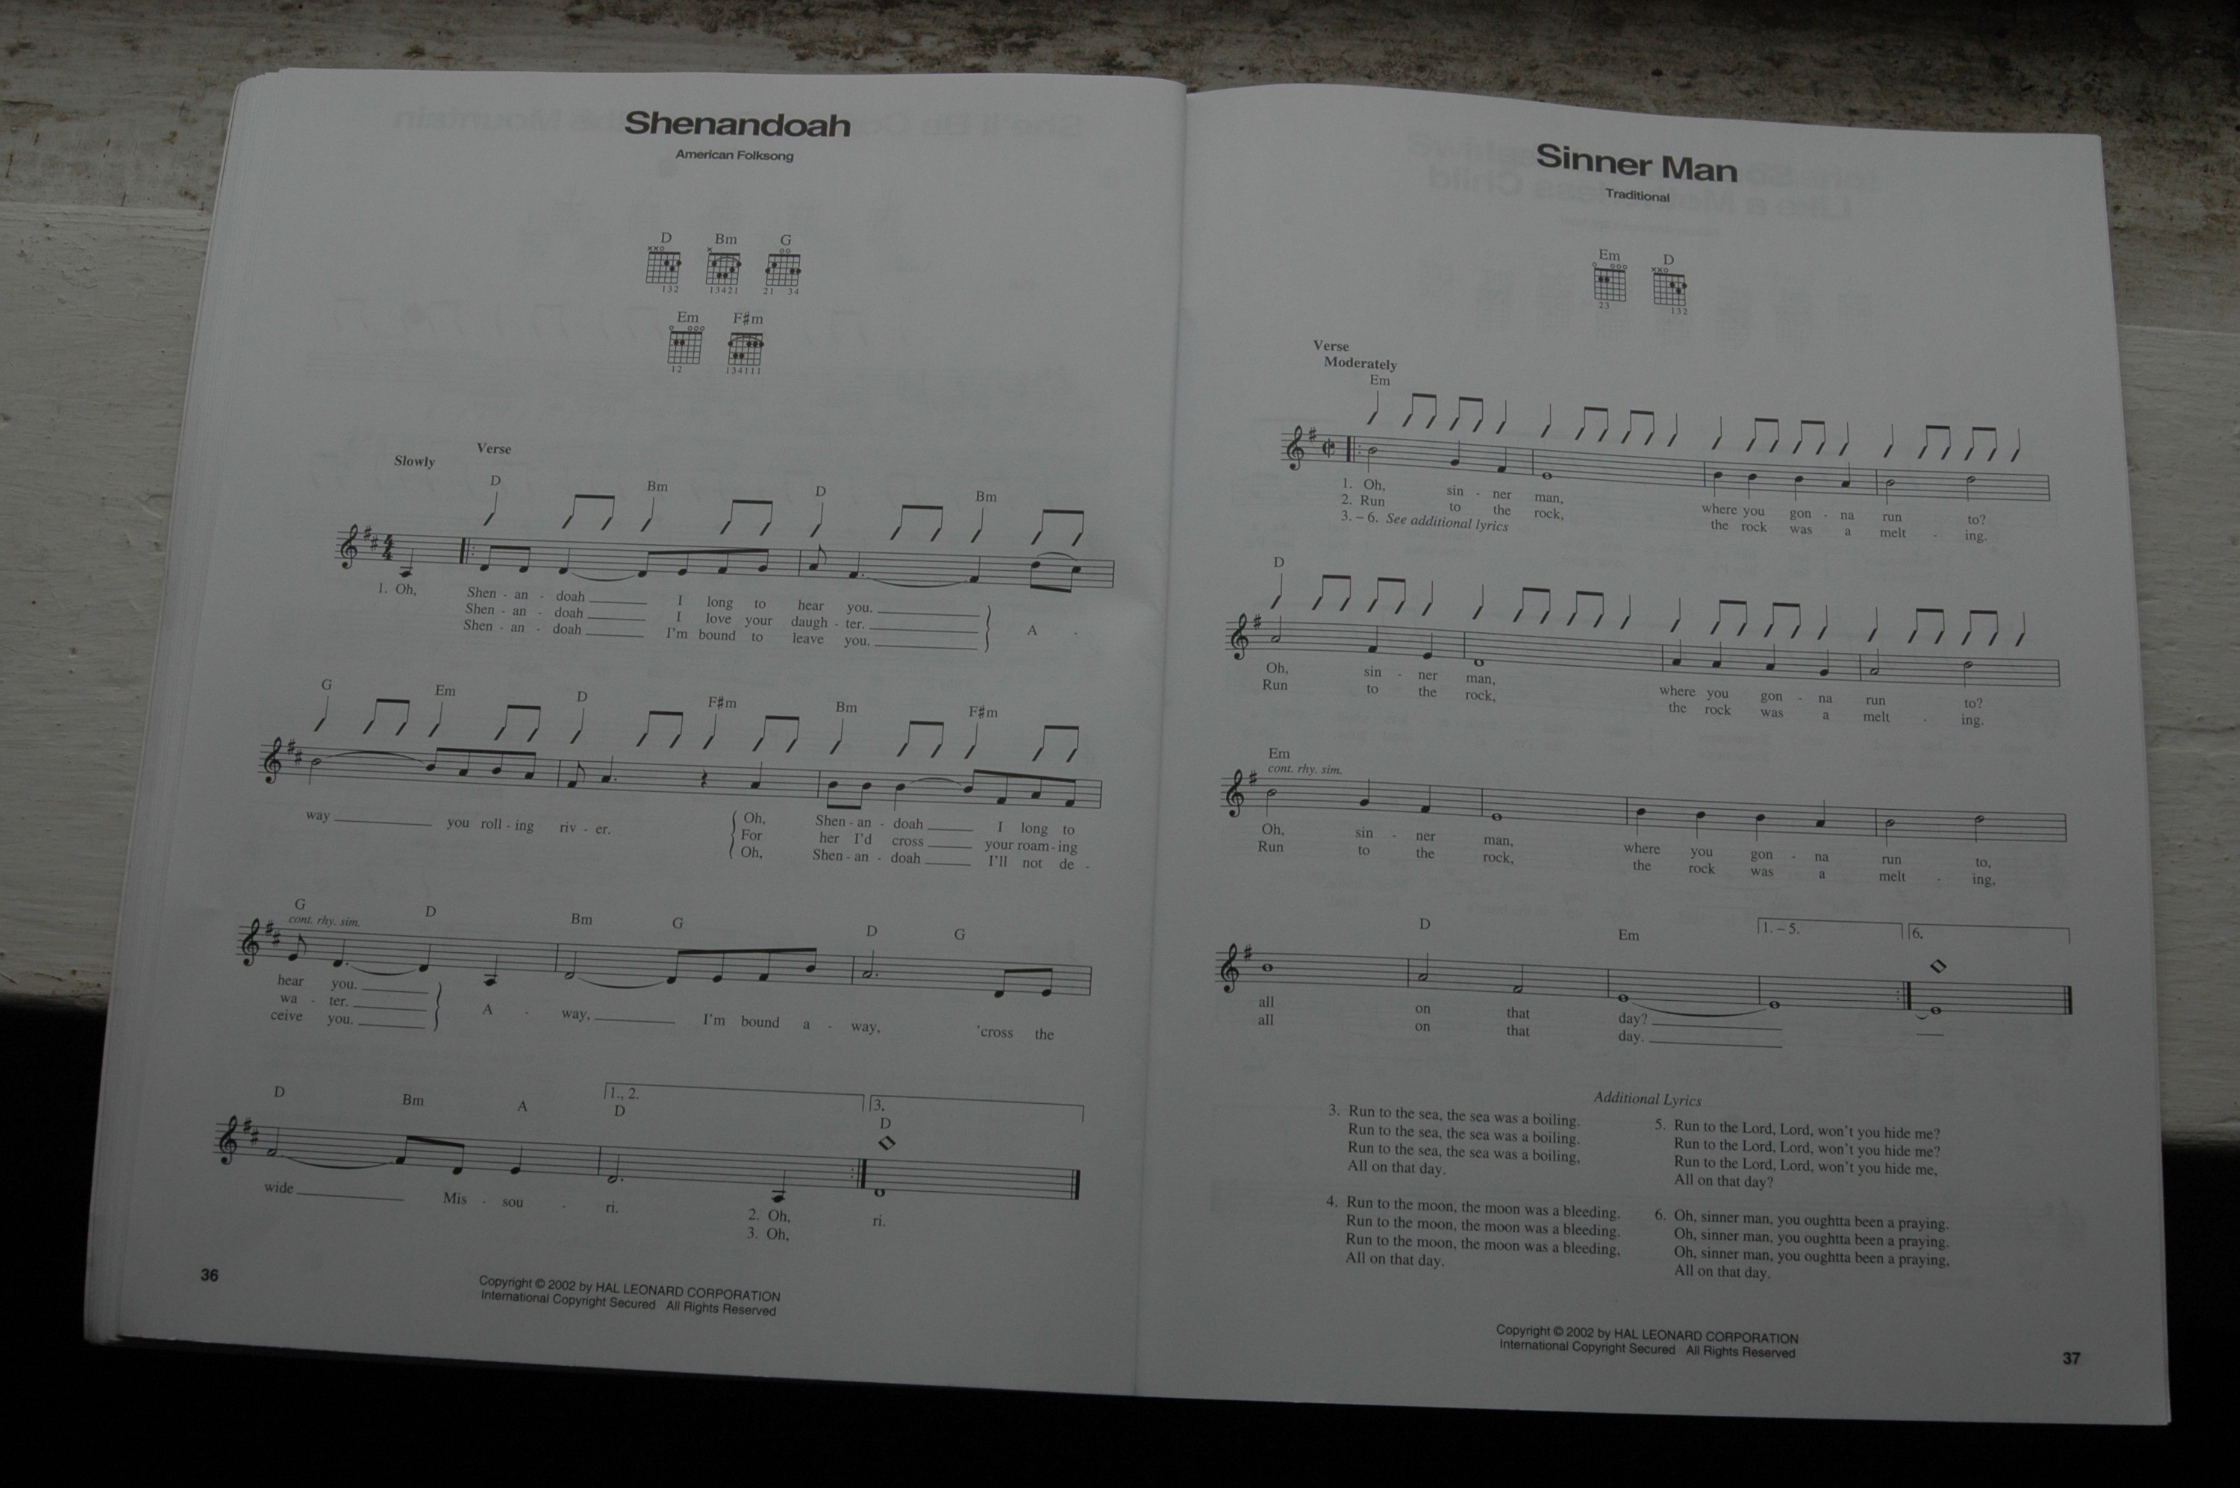 Shenandoah
American Folksong
D Bm G
132 13421 21 34
Em F♯m
12 134111
Slowly Verse
D Bm D Bm
1. Oh, Shen - an - doah I long to hear you.
Shen - an - doah I love your daugh - ter. A -
Shen - an - doah I'm bound to leave you.
G Em D F♯m Bm F♯m
way you roll - ing riv - er. Oh, Shen - an - doah I long to
For her I'd cross your roam - ing
Oh, Shen - an - doah I'll not de -
G D Bm G D G
cont. rhy. sim.
hear you. A - way, I'm bound a - way, 'cross the
wa - ter.
ceive you.
D Bm A 1., 2. D 3. D
wide Mis - sou - ri. 2. Oh, ri.
3. Oh,
36
Copyright © 2002 by HAL LEONARD CORPORATION
International Copyright Secured All Rights Reserved
Sinner Man
Traditional
Em D
23 132
Verse
Moderately
Em
1. Oh, sin - ner man, where you gon - na run to?
2. Run to the rock, the rock was a melt - ing.
3. – 6. See additional lyrics
D
Oh, sin - ner man, where you gon - na run to?
Run to the rock, the rock was a melt - ing.
Em
cont. rhy. sim.
Oh, sin - ner man, where you gon - na run to,
Run to the rock, the rock was a melt - ing,
D Em 1. – 5. 6.
all on that day?
all on that day.
Additional Lyrics
3. Run to the sea, the sea was a boiling.
Run to the sea, the sea was a boiling.
Run to the sea, the sea was a boiling,
All on that day.
4. Run to the moon, the moon was a bleeding.
Run to the moon, the moon was a bleeding.
Run to the moon, the moon was a bleeding,
All on that day.
5. Run to the Lord, Lord, won't you hide me?
Run to the Lord, Lord, won't you hide me?
Run to the Lord, Lord, won't you hide me,
All on that day?
6. Oh, sinner man, you oughtta been a praying.
Oh, sinner man, you oughtta been a praying.
Oh, sinner man, you oughtta been a praying,
All on that day.
Copyright © 2002 by HAL LEONARD CORPORATION
International Copyright Secured All Rights Reserved
37